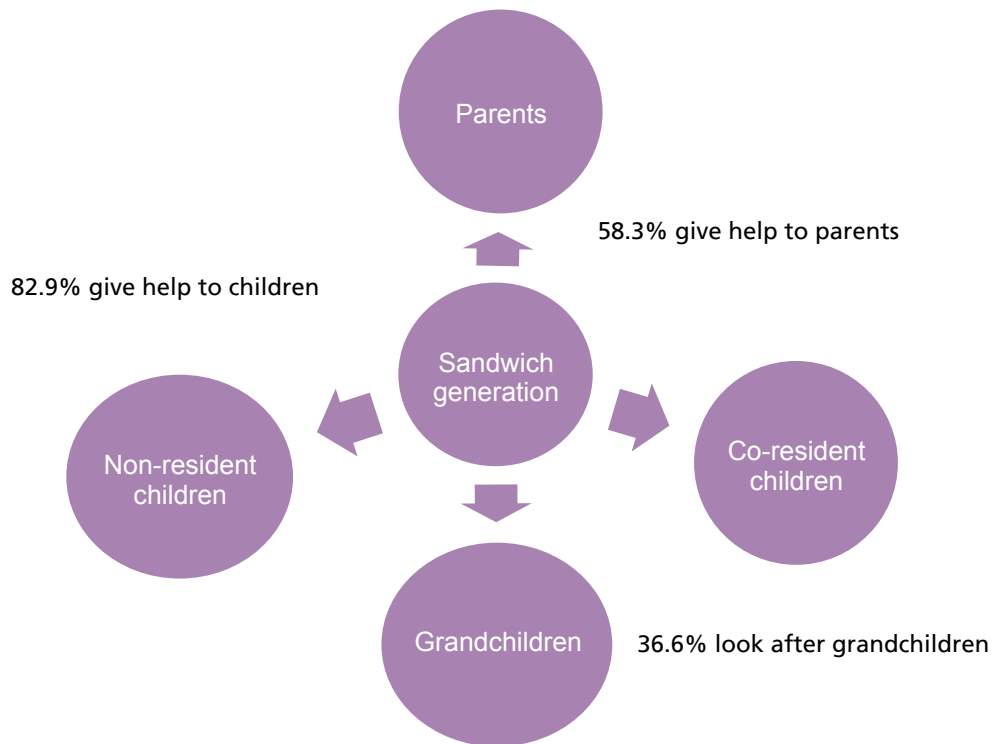 Parents
58.3% give help to parents
82.9% give help to children
Sandwich
generation
Non-resident
children
Co-resident
children
Grandchildren
36.6% look after grandchildren